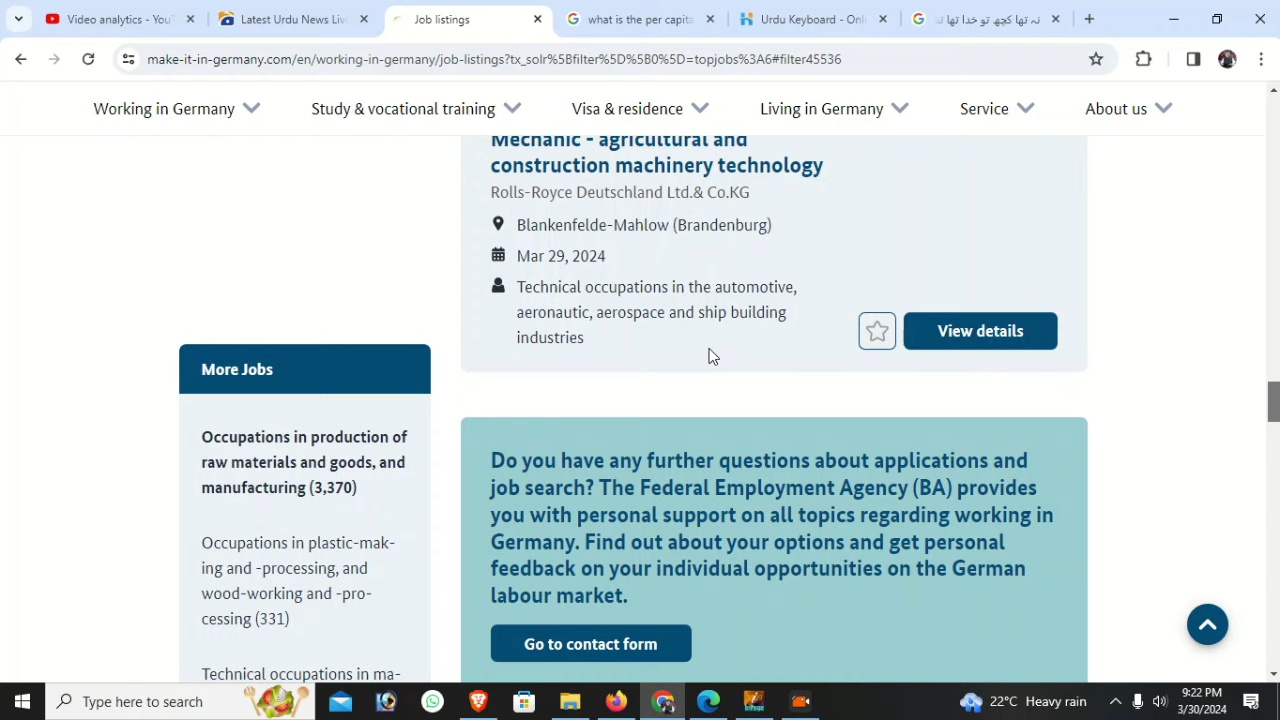 Video analytics - YouT
Latest Urdu News Liv
Job listings
what is the per capita
Urdu Keyboard - Onli
نہ تھا کچھ تو خدا تھا
make-it-in-germany.com/en/working-in-germany/job-listings?tx_solr%5Bfilter%5D%5B0%5D=topjobs%3A6#filter45536
Working in Germany
Study & vocational training
Visa & residence
Living in Germany
Service
About us
Mechanic - agricultural and
construction machinery technology
Rolls-Royce Deutschland Ltd.& Co.KG
Blankenfelde-Mahlow (Brandenburg)
Mar 29, 2024
Technical occupations in the automotive,
aeronautic, aerospace and ship building
industries
View details
More Jobs
Occupations in production of
raw materials and goods, and
manufacturing (3,370)
Occupations in plastic-mak-
ing and -processing, and
wood-working and -pro-
cessing (331)
Technical occupations in ma-
Do you have any further questions about applications and
job search? The Federal Employment Agency (BA) provides
you with personal support on all topics regarding working in
Germany. Find out about your options and get personal
feedback on your individual opportunities on the German
labour market.
Go to contact form
Type here to search
22°C Heavy rain
9:22 PM
3/30/2024